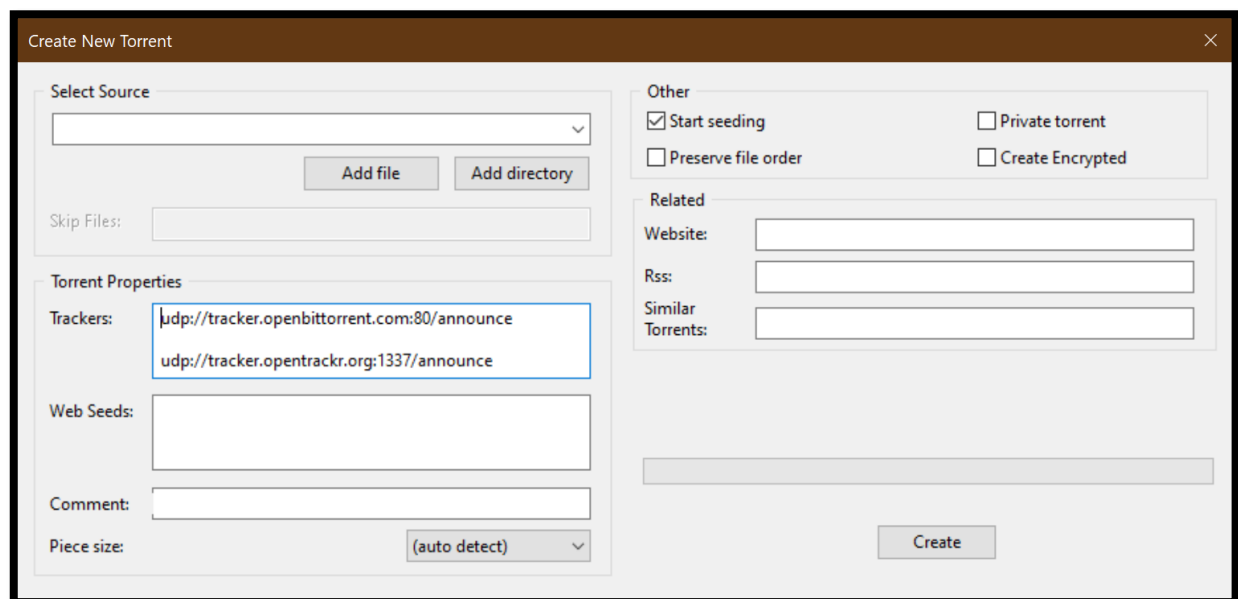 Create New Torrent
Select Source
Add file
Add directory
Skip Files:
Torrent Properties
Trackers:
udp://tracker.openbittorrent.com:80/announce
udp://tracker.opentrackr.org:1337/announce
Web Seeds:
Comment:
Piece size:
(auto detect)
Other
Start seeding
Private torrent
Preserve file order
Create Encrypted
Related
Website:
Rss:
Similar
Torrents:
Create